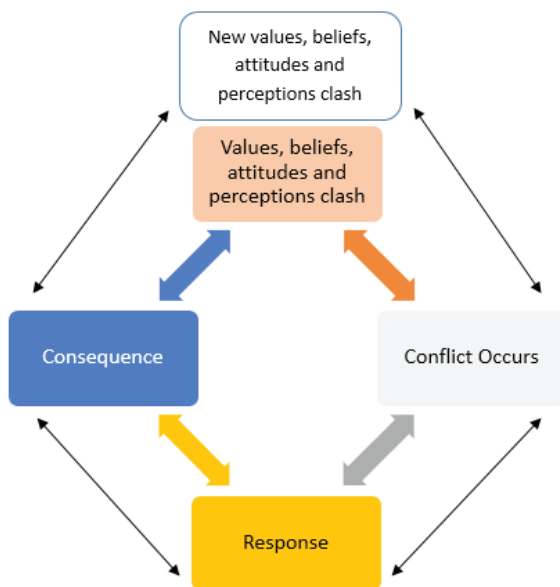 New values, beliefs,
attitudes and
perceptions clash
Values, beliefs,
attitudes and
perceptions clash
Consequence
Conflict Occurs
Response